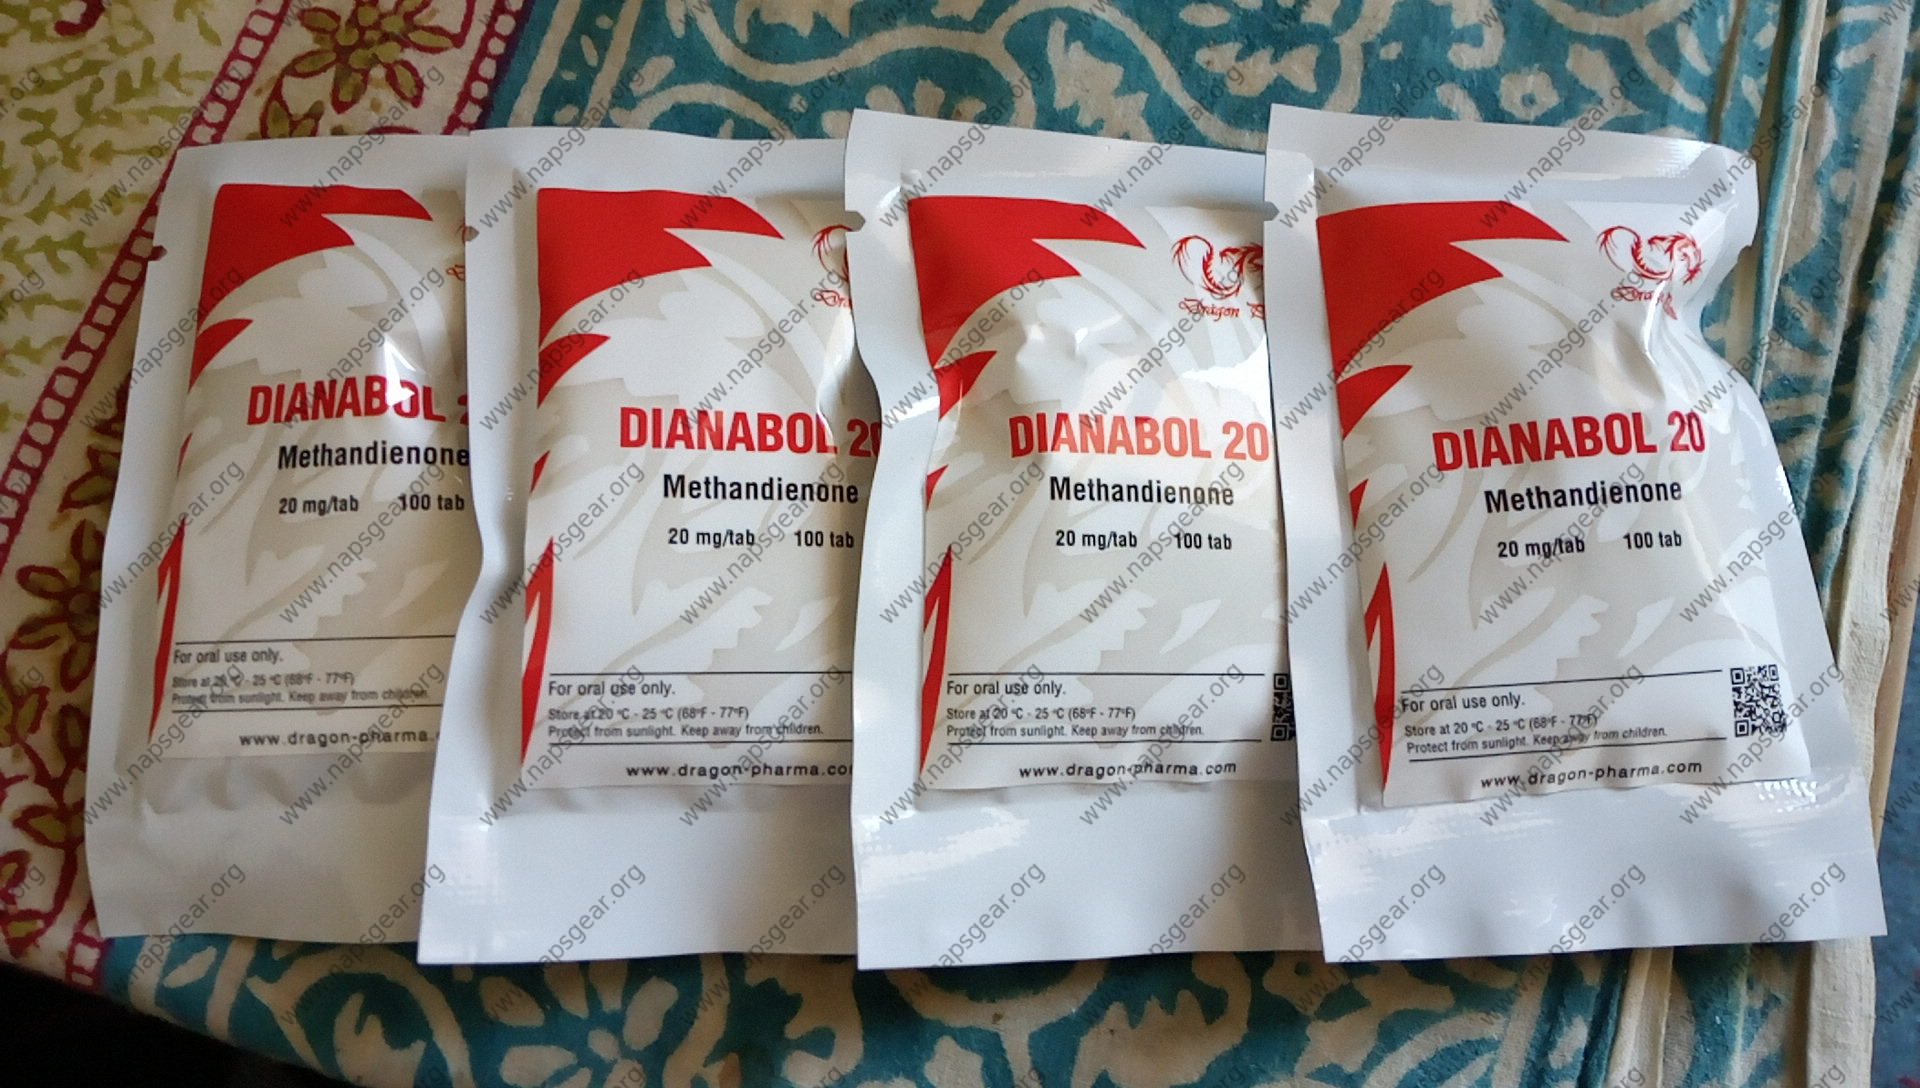 DIANABOL
Methandienone
20 mg/tab 100 tab
For oral use only.
Store at 20 °C - 25 °C (68°F - 77°F)
Protect from sunlight. Keep away from children.
www.dragon-pharma.
DIANABOL 20
Methandienone
20 mg/tab 100 tab
For oral use only.
Store at 20 °C - 25 °C (68°F - 77°F)
Protect from sunlight. Keep away from children.
www.dragon-pharma.co
Dragon
DIANABOL 20
Methandienone
20 mg/tab 100 tab
For oral use only.
Store at 20 °C - 25 °C (68°F - 77°F)
Protect from sunlight. Keep away from children.
www.dragon-pharma.com
DIANABOL 20
Methandienone
20 mg/tab 100 tab
For oral use only.
Store at 20 °C - 25 °C (68°F - 77°F)
Protect from sunlight. Keep away from children.
www.dragon-pharma.com
www.napsgear.org